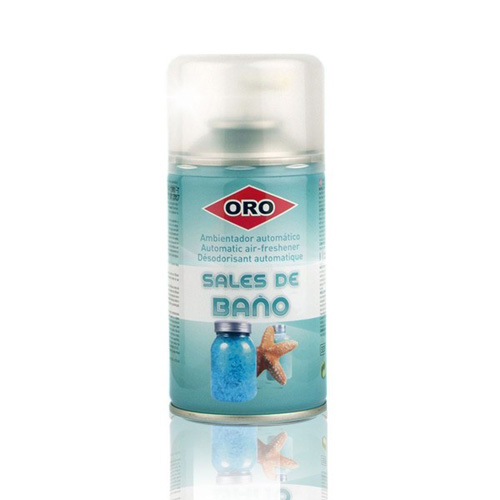 ORO
Ambientador automático
Automatic air-freshener
Désodorisant automatique
SALES DE
BAÑO